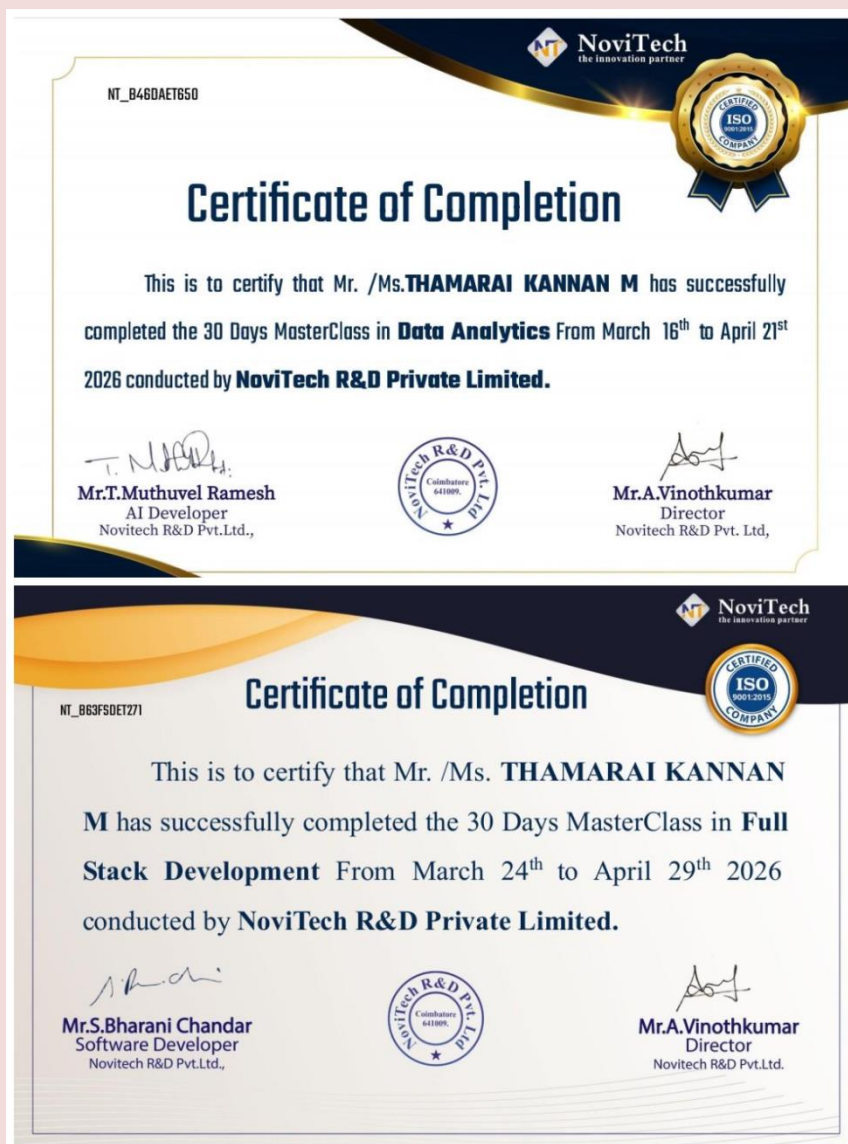 NoviTech
the innovation partner
NT_B46DAET650
CERTIFIED
ISO
9001:2015
COMPANY
Certificate of Completion
This is to certify that Mr. /Ms.THAMARAI KANNAN M has successfully
completed the 30 Days MasterClass in Data Analytics From March 16th to April 21st
2026 conducted by NoviTech R&D Private Limited.
Mr.T.Muthuvel Ramesh
AI Developer
Novitech R&D Pvt.Ltd.,
NoviTech R&D Pvt. Ltd
Coimbatore
641009.
Mr.A.Vinothkumar
Director
Novitech R&D Pvt. Ltd,
NoviTech
the innovation partner
CERTIFIED
ISO
9001:2015
COMPANY
NT_B63FSDET271
Certificate of Completion
This is to certify that Mr. /Ms. THAMARAI KANNAN
M has successfully completed the 30 Days MasterClass in Full
Stack Development From March 24th to April 29th 2026
conducted by NoviTech R&D Private Limited.
Mr.S.Bharani Chandar
Software Developer
Novitech R&D Pvt.Ltd.,
NoviTech R&D Pvt. Ltd
Coimbatore
641009.
Mr.A.Vinothkumar
Director
Novitech R&D Pvt.Ltd.